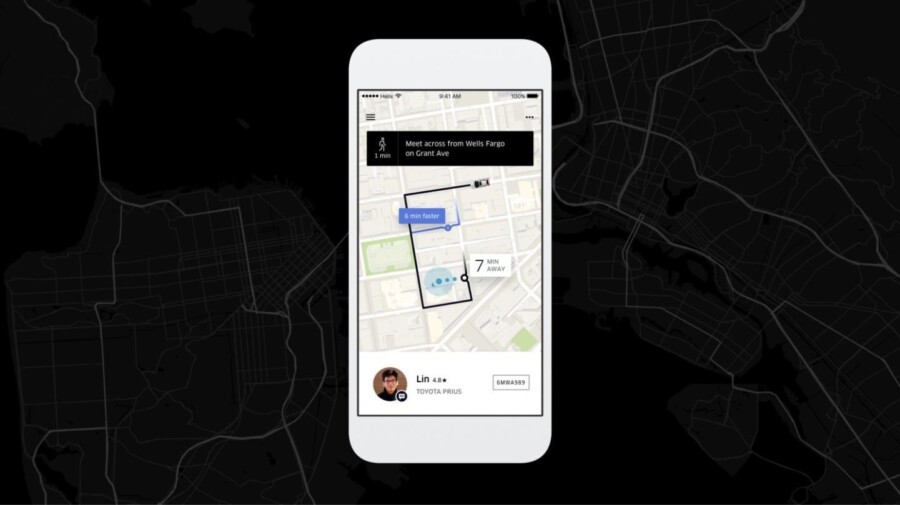 Helix
9:41 AM
100%
1 min
Meet across from Wells Fargo
on Grant Ave
6 min faster
7 MIN
AWAY
Lin 4.8★
TOYOTA PRIUS
6MWA989